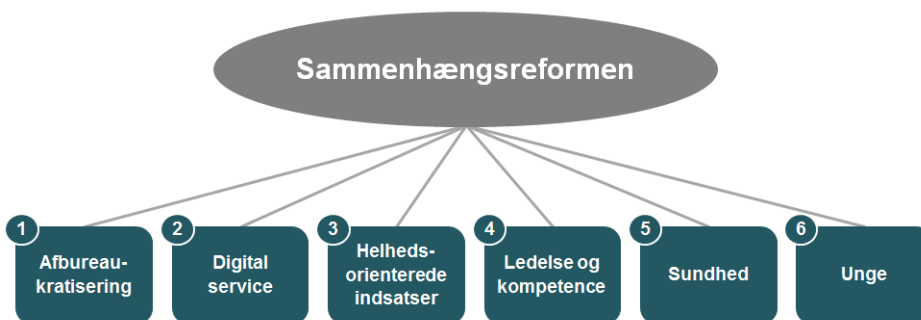 Sammenhængsreformen
1
Afbureau-
kratisering
2
Digital
service
3
Helheds-
orienterede
indsatser
4
Ledelse og
kompetence
5
Sundhed
6
Unge